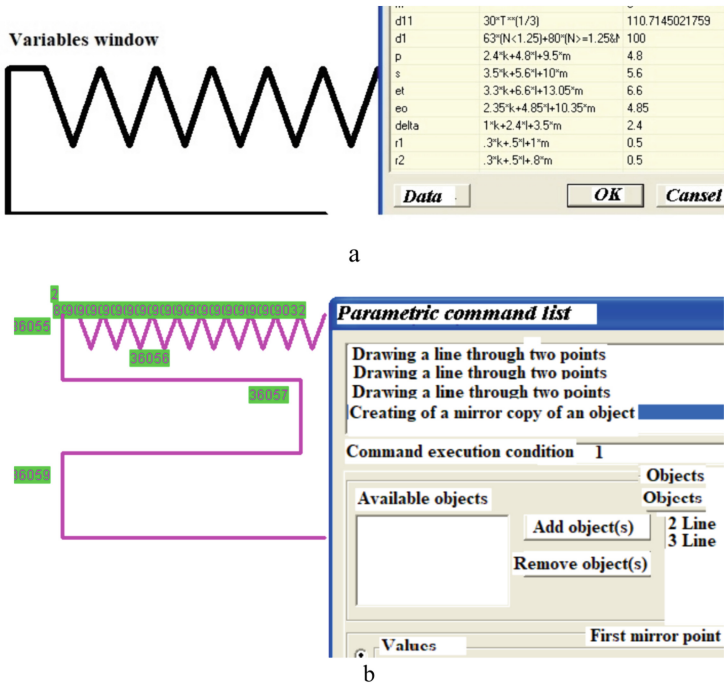 Variables window
d11 30*T**(1/3) 110.7145021759
d1 63*(N<1.25)+80*(N>=1.25&N 100
p 2.4*k+4.8*l+9.5*m 4.8
s 3.5*k+5.6*l+10*m 5.6
et 3.3*k+6.6*l+13.05*m 6.6
eo 2.35*k+4.85*l+10.35*m 4.85
delta 1*k+2.4*l+3.5*m 2.4
r1 .3*k+.5*l+1*m 0.5
r2 .3*k+.5*l+.8*m 0.5
Data OK Cansel
a
2
9032
36055
36056
36057
36059
Parametric command list
Drawing a line through two points
Drawing a line through two points
Drawing a line through two points
Creating of a mirror copy of an object
Command execution condition 1
Objects
Available objects Objects
Add object(s) 2 Line
3 Line
Remove object(s)
First mirror point
Values
b